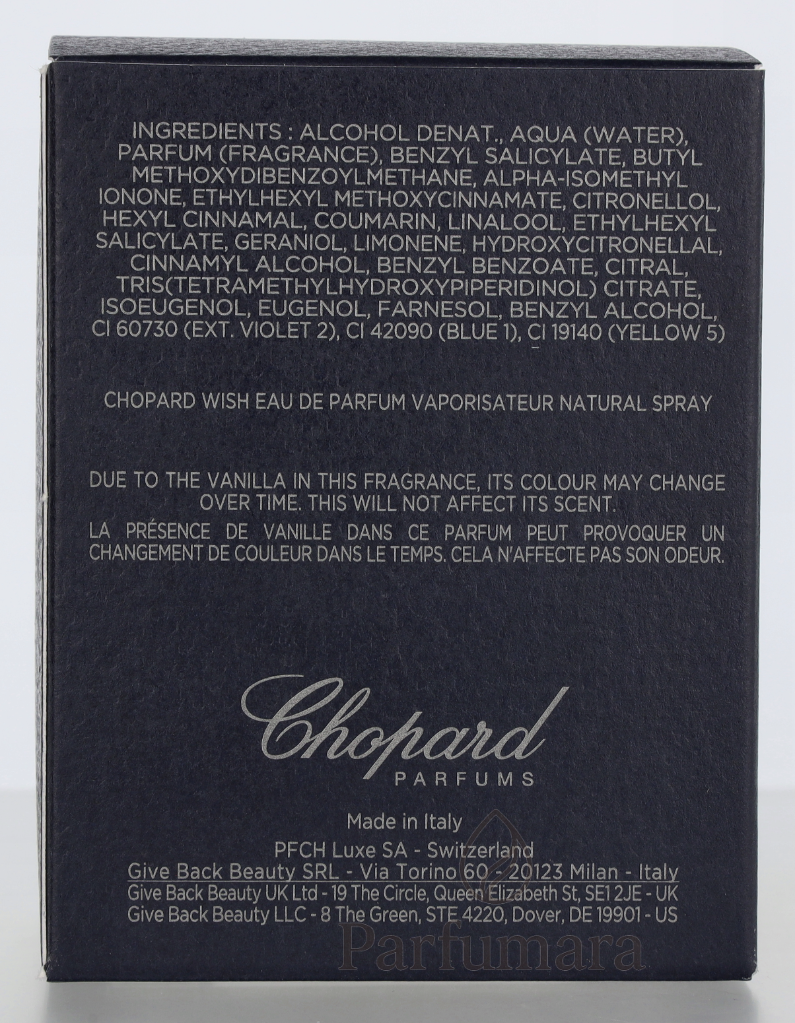 INGREDIENTS : ALCOHOL DENAT., AQUA (WATER),
PARFUM (FRAGRANCE), BENZYL SALICYLATE, BUTYL
METHOXYDIBENZOYLMETHANE, ALPHA-ISOMETHYL
IONONE, ETHYLHEXYL METHOXYCINNAMATE, CITRONELLOL,
HEXYL CINNAMAL, COUMARIN, LINALOOL, ETHYLHEXYL
SALICYLATE, GERANIOL, LIMONENE, HYDROXYCITRONELLAL,
CINNAMYL ALCOHOL, BENZYL BENZOATE, CITRAL,
TRIS(TETRAMETHYLHYDROXYPIPERIDINOL) CITRATE,
ISOEUGENOL, EUGENOL, FARNESOL, BENZYL ALCOHOL,
CI 60730 (EXT. VIOLET 2), CI 42090 (BLUE 1), CI 19140 (YELLOW 5)
CHOPARD WISH EAU DE PARFUM VAPORISATEUR NATURAL SPRAY
DUE TO THE VANILLA IN THIS FRAGRANCE, ITS COLOUR MAY CHANGE
OVER TIME. THIS WILL NOT AFFECT ITS SCENT.
LA PRÉSENCE DE VANILLE DANS CE PARFUM PEUT PROVOQUER UN
CHANGEMENT DE COULEUR DANS LE TEMPS. CELA N'AFFECTE PAS SON ODEUR.
Chopard
PARFUMS
Made in Italy
PFCH Luxe SA - Switzerland
Give Back Beauty SRL - Via Torino 60 - 20123 Milan - Italy
Give Back Beauty UK Ltd - 19 The Circle, Queen Elizabeth St, SE1 2JE - UK
Give Back Beauty LLC - 8 The Green, STE 4220, Dover, DE 19901 - US
Parfumara